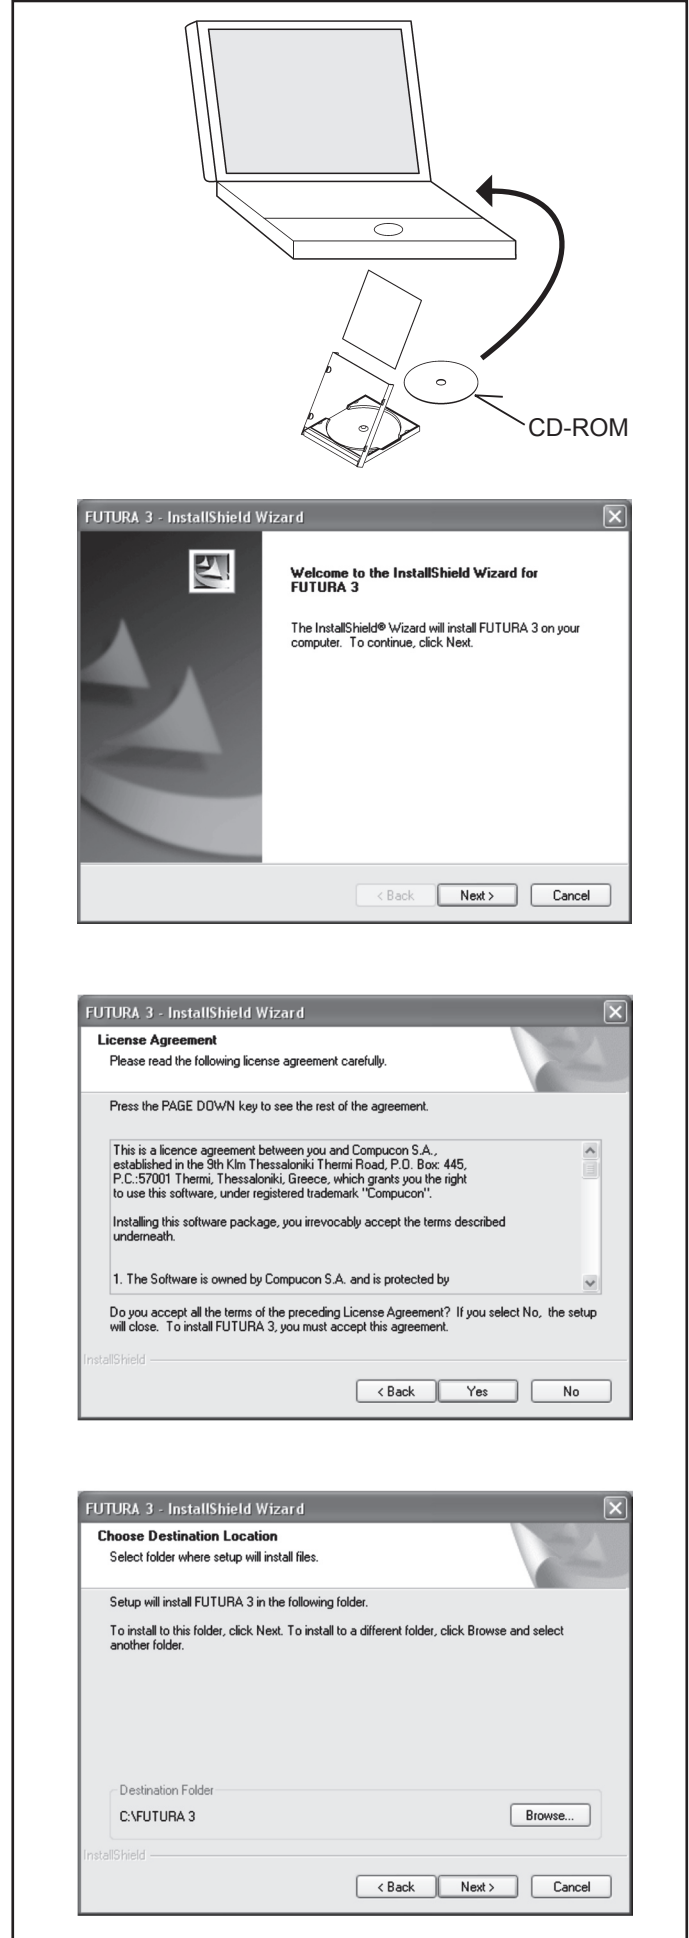 CD-ROM
FUTURA 3 - InstallShield Wizard
Welcome to the InstallShield Wizard for
FUTURA 3
The InstallShield® Wizard will install FUTURA 3 on your
computer. To continue, click Next.
< Back Next > Cancel
FUTURA 3 - InstallShield Wizard
License Agreement
Please read the following license agreement carefully.
Press the PAGE DOWN key to see the rest of the agreement.
This is a licence agreement between you and Compucon S.A.,
established in the 9th Klm Thessaloniki Thermi Road, P.O. Box: 445,
P.C.:57001 Thermi, Thessaloniki, Greece, which grants you the right
to use this software, under registered trademark "Compucon".
Installing this software package, you irrevocably accept the terms described
underneath.
1. The Software is owned by Compucon S.A. and is protected by
Do you accept all the terms of the preceding License Agreement? If you select No, the setup
will close. To install FUTURA 3, you must accept this agreement.
InstallShield
< Back Yes No
FUTURA 3 - InstallShield Wizard
Choose Destination Location
Select folder where setup will install files.
Setup will install FUTURA 3 in the following folder.
To install to this folder, click Next. To install to a different folder, click Browse and select
another folder.
Destination Folder
C:\FUTURA 3 Browse...
InstallShield
< Back Next > Cancel